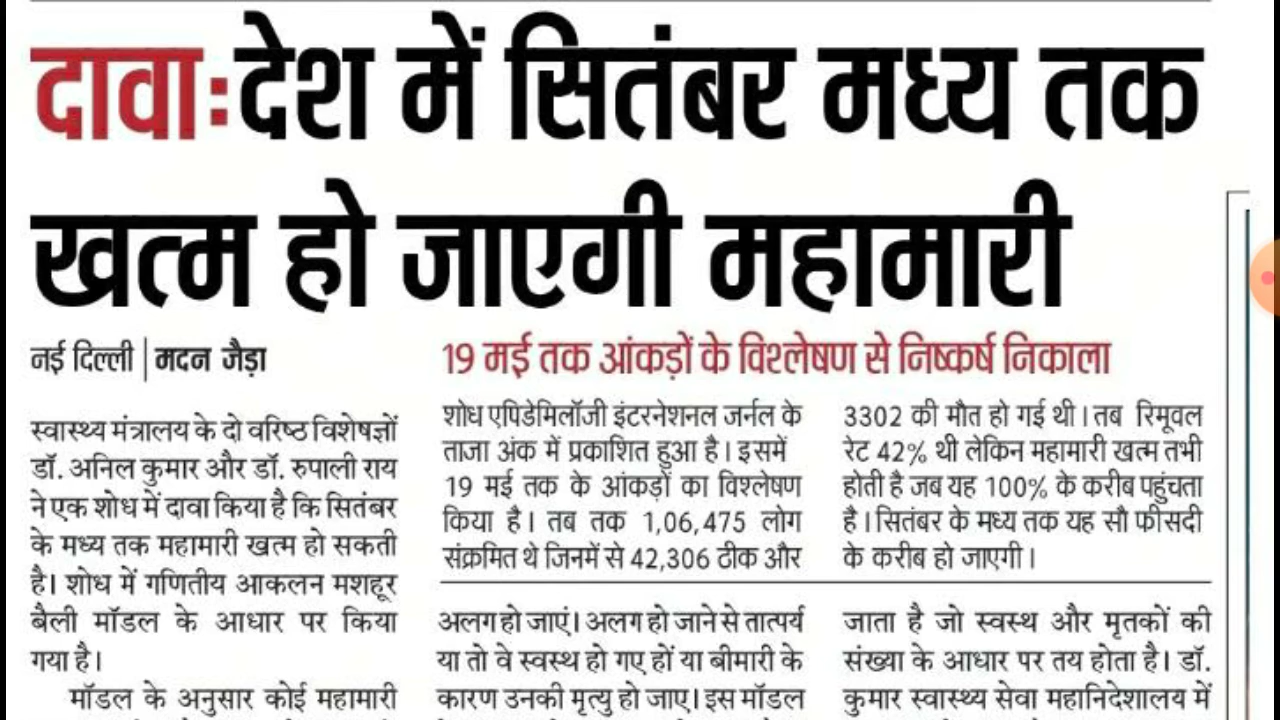 दावा: देश में सितंबर मध्य तक
खत्म हो जाएगी महामारी
नई दिल्ली | मदन जैड़ा
स्वास्थ्य मंत्रालय के दो वरिष्ठ विशेषज्ञों
डॉ. अनिल कुमार और डॉ. रुपाली राय
ने एक शोध में दावा किया है कि सितंबर
के मध्य तक महामारी खत्म हो सकती
है। शोध में गणितीय आकलन मशहूर
बैली मॉडल के आधार पर किया
गया है।
मॉडल के अनुसार कोई महामारी
19 मई तक आंकड़ों के विश्लेषण से निष्कर्ष निकाला
शोध एपिडेमिलॉजी इंटरनेशनल जर्नल के
ताजा अंक में प्रकाशित हुआ है। इसमें
19 मई तक के आंकड़ों का विश्लेषण
किया है। तब तक 1,06,475 लोग
संक्रमित थे जिनमें से 42,306 ठीक और
3302 की मौत हो गई थी। तब रिमूवल
रेट 42% थी लेकिन महामारी खत्म तभी
होती है जब यह 100% के करीब पहुंचता
है। सितंबर के मध्य तक यह सौ फीसदी
के करीब हो जाएगी।
अलग हो जाएं। अलग हो जाने से तात्पर्य
या तो वे स्वस्थ हो गए हों या बीमारी के
कारण उनकी मृत्यु हो जाए। इस मॉडल
जाता है जो स्वस्थ और मृतकों की
संख्या के आधार पर तय होता है। डॉ.
कुमार स्वास्थ्य सेवा महानिदेशालय में